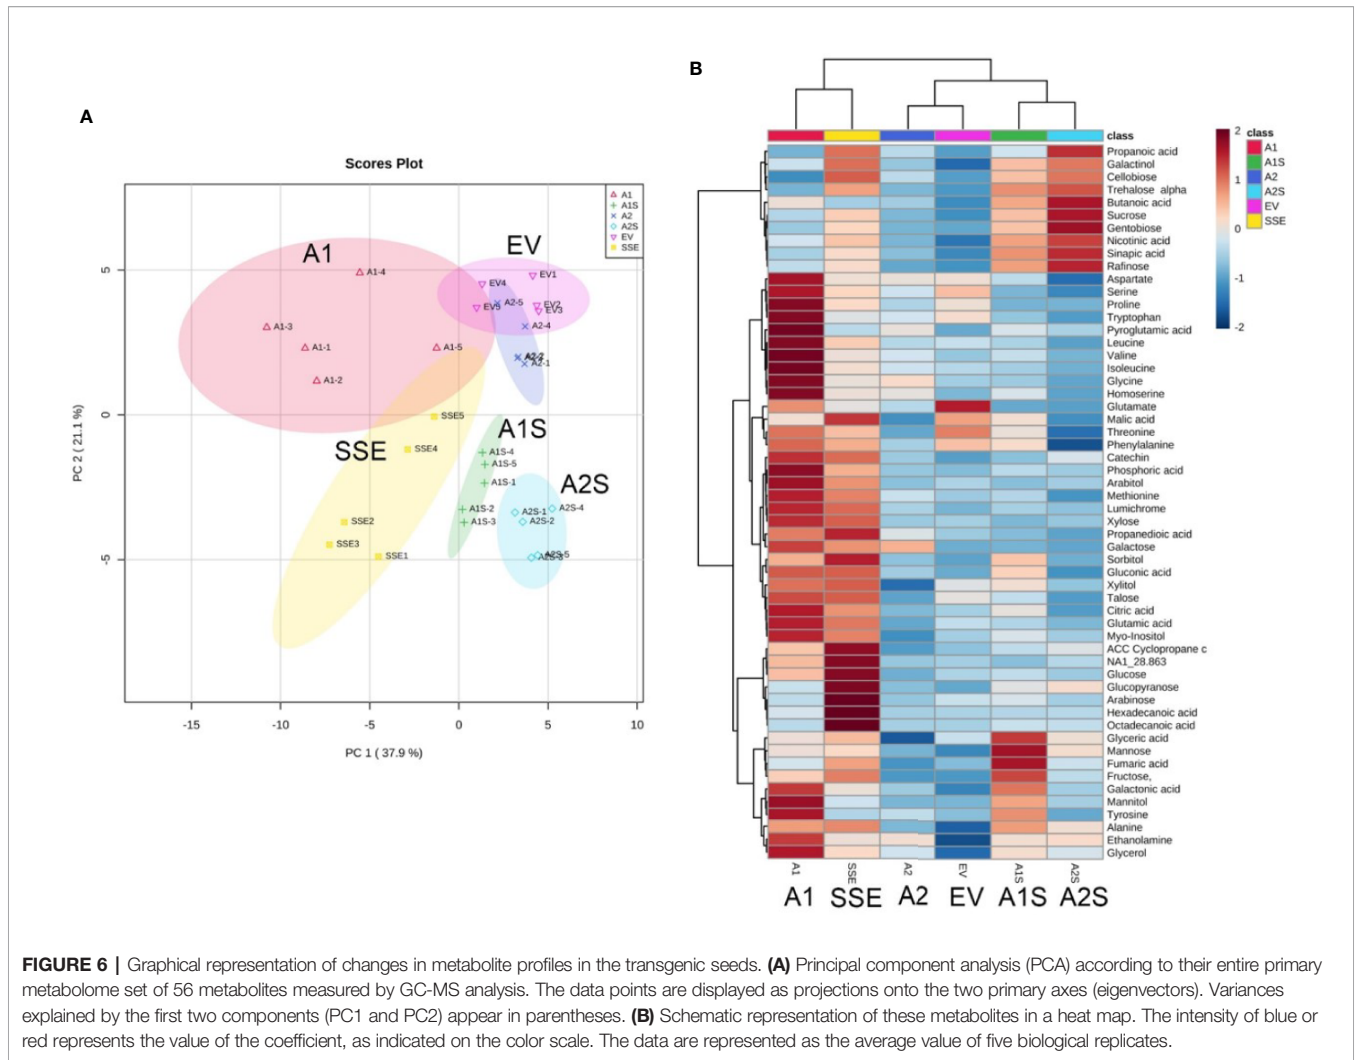 A
Scores Plot
A1
A1S
A2
A2S
EV
SSE
A1
EV
SSE
A1S
A2S
A1-4
A1-3
A1-1
A1-5
A1-2
EV1
EV4
EV5
EV2
EV3
A2-5
A2-4
A2-2
A2-1
SSE5
SSE4
SSE2
SSE3
SSE1
A1S-4
A1S-5
A1S-1
A1S-2
A1S-3
A2S-1
A2S-4
A2S-2
A2S-5
PC 2 ( 21.1 %)
5
0
-5
-15
-10
-5
0
5
10
PC 1 ( 37.9 %)
B
class
Propanoic acid
Galactinol
Cellobiose
Trehalose alpha
Butanoic acid
Sucrose
Gentobiose
Nicotinic acid
Sinapic acid
Rafinose
Aspartate
Serine
Proline
Tryptophan
Pyroglutamic acid
Leucine
Valine
Isoleucine
Glycine
Homoserine
Glutamate
Malic acid
Threonine
Phenylalanine
Catechin
Phosphoric acid
Arabitol
Methionine
Lumichrome
Xylose
Propanedioic acid
Galactose
Sorbitol
Gluconic acid
Xylitol
Talose
Citric acid
Glutamic acid
Myo-Inositol
ACC Cyclopropane c
NA1_28.863
Glucose
Glucopyranose
Arabinose
Hexadecanoic acid
Octadecanoic acid
Glyceric acid
Mannose
Fumaric acid
Fructose,
Galactonic acid
Mannitol
Tyrosine
Alanine
Ethanolamine
Glycerol
2
1
0
-1
-2
class
A1
A1S
A2
A2S
EV
SSE
A1 SSE A2 EV A1S A2S
A1 SSE A2 EV A1S A2S
FIGURE 6 | Graphical representation of changes in metabolite profiles in the transgenic seeds. (A) Principal component analysis (PCA) according to their entire primary
metabolome set of 56 metabolites measured by GC-MS analysis. The data points are displayed as projections onto the two primary axes (eigenvectors). Variances
explained by the first two components (PC1 and PC2) appear in parentheses. (B) Schematic representation of these metabolites in a heat map. The intensity of blue or
red represents the value of the coefficient, as indicated on the color scale. The data are represented as the average value of five biological replicates.